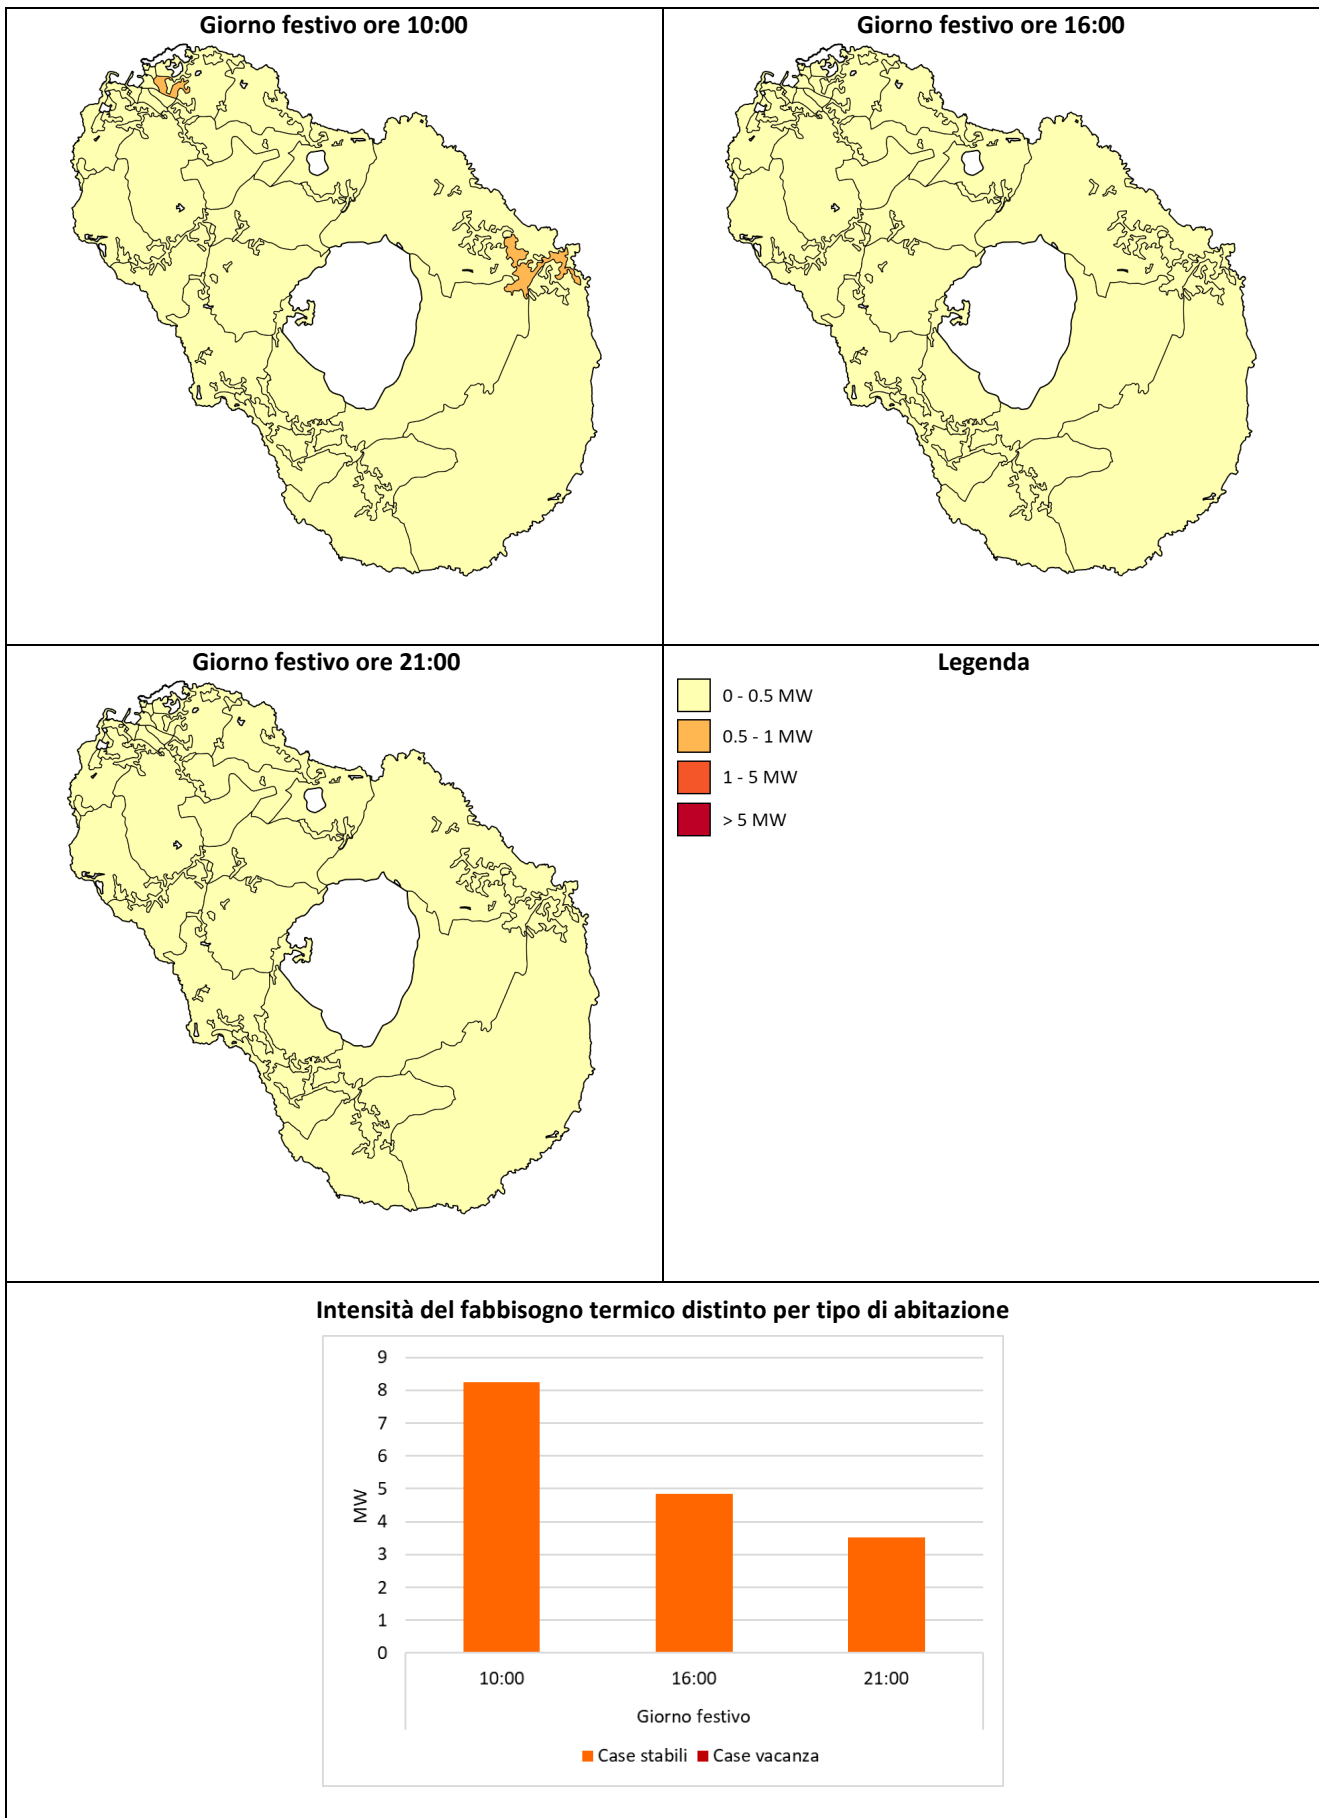 Giorno festivo ore 10:00
Giorno festivo ore 16:00
Giorno festivo ore 21:00
Legenda
0 - 0.5 MW
0.5 - 1 MW
1 - 5 MW
> 5 MW
Intensità del fabbisogno termico distinto per tipo di abitazione
9
8
7
6
5
4
3
2
1
0
MW
10:00 16:00 21:00
Giorno festivo
Case stabili Case vacanza